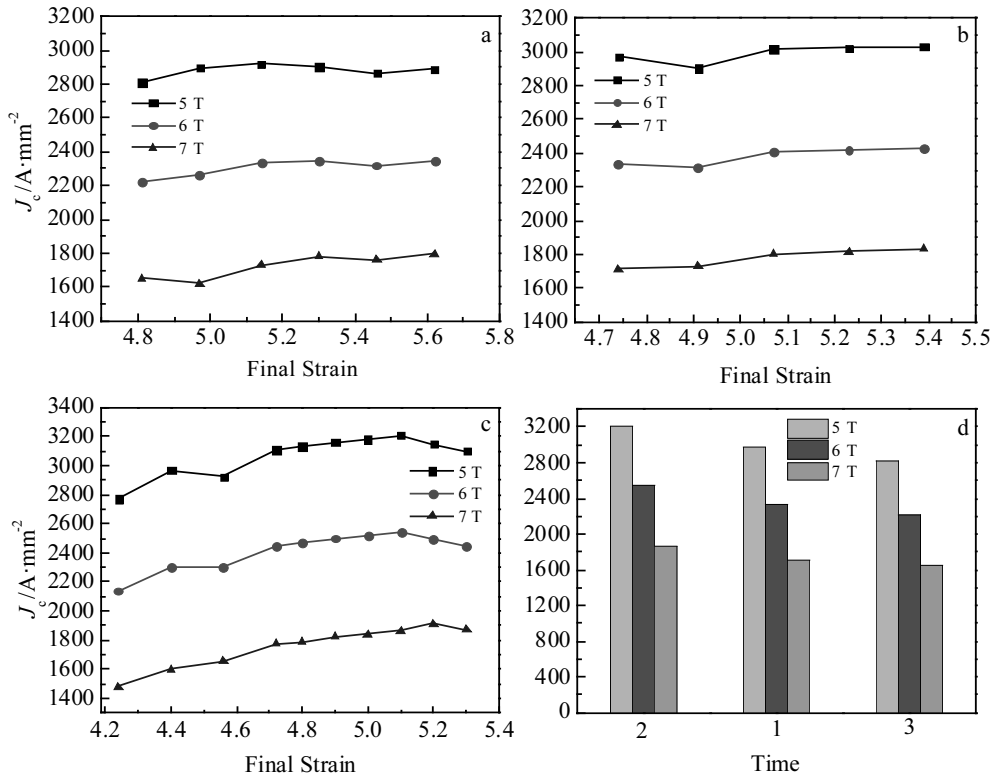 a
3200
3000
2800
2600
2400
2200
2000
1800
1600
1400
J_c/A·mm⁻²
5 T
6 T
7 T
4.8 5.0 5.2 5.4 5.6 5.8
Final Strain
b
3200
3000
2800
2600
2400
2200
2000
1800
1600
1400
5 T
6 T
7 T
4.7 4.8 4.9 5.0 5.1 5.2 5.3 5.4 5.5
Final Strain
c
3400
3200
3000
2800
2600
2400
2200
2000
1800
1600
1400
J_c/A·mm⁻²
5 T
6 T
7 T
4.2 4.4 4.6 4.8 5.0 5.2 5.4
Final Strain
d
3200
2800
2400
2000
1600
1200
800
400
0
5 T
6 T
7 T
2 1 3
Time